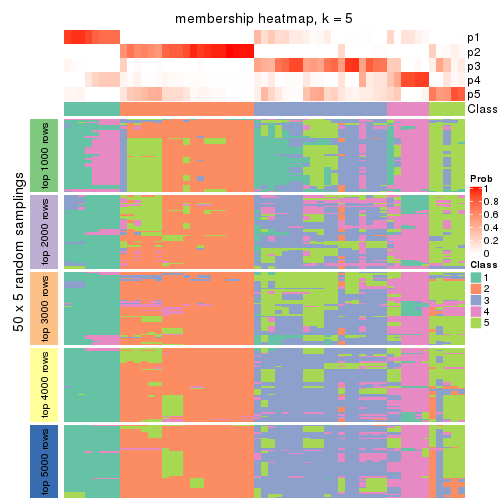 membership heatmap, k = 5
p1
p2
p3
p4
p5
Class
50 x 5 random samplings
top 1000 rows
top 2000 rows
top 3000 rows
top 4000 rows
top 5000 rows
Prob
1
0.8
0.6
0.4
0.2
0
Class
1
2
3
4
5